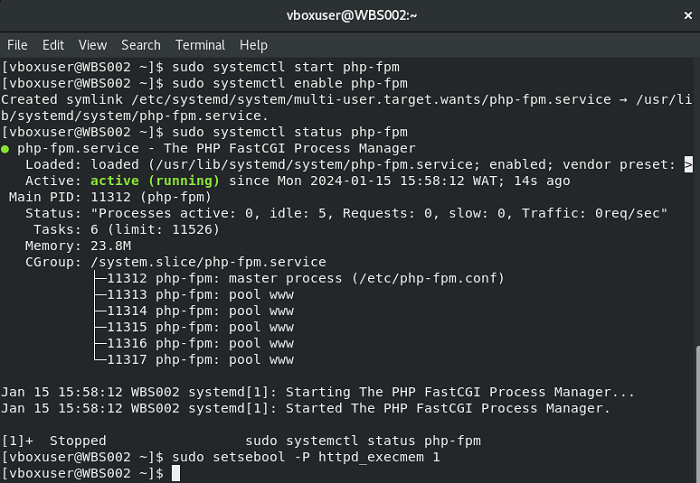 vboxuser@WBS002:~
File Edit View Search Terminal Help
[vboxuser@WBS002 ~]$ sudo systemctl start php-fpm
[vboxuser@WBS002 ~]$ sudo systemctl enable php-fpm
Created symlink /etc/systemd/system/multi-user.target.wants/php-fpm.service → /usr/li
b/systemd/system/php-fpm.service.
[vboxuser@WBS002 ~]$ sudo systemctl status php-fpm
● php-fpm.service - The PHP FastCGI Process Manager
   Loaded: loaded (/usr/lib/systemd/system/php-fpm.service; enabled; vendor preset: >
   Active: active (running) since Mon 2024-01-15 15:58:12 WAT; 14s ago
 Main PID: 11312 (php-fpm)
   Status: "Processes active: 0, idle: 5, Requests: 0, slow: 0, Traffic: 0req/sec"
    Tasks: 6 (limit: 11526)
   Memory: 23.8M
   CGroup: /system.slice/php-fpm.service
           ├─11312 php-fpm: master process (/etc/php-fpm.conf)
           ├─11313 php-fpm: pool www
           ├─11314 php-fpm: pool www
           ├─11315 php-fpm: pool www
           ├─11316 php-fpm: pool www
           └─11317 php-fpm: pool www
Jan 15 15:58:12 WBS002 systemd[1]: Starting The PHP FastCGI Process Manager...
Jan 15 15:58:12 WBS002 systemd[1]: Started The PHP FastCGI Process Manager.
[1]+  Stopped                 sudo systemctl status php-fpm
[vboxuser@WBS002 ~]$ sudo setsebool -P httpd_execmem 1
[vboxuser@WBS002 ~]$